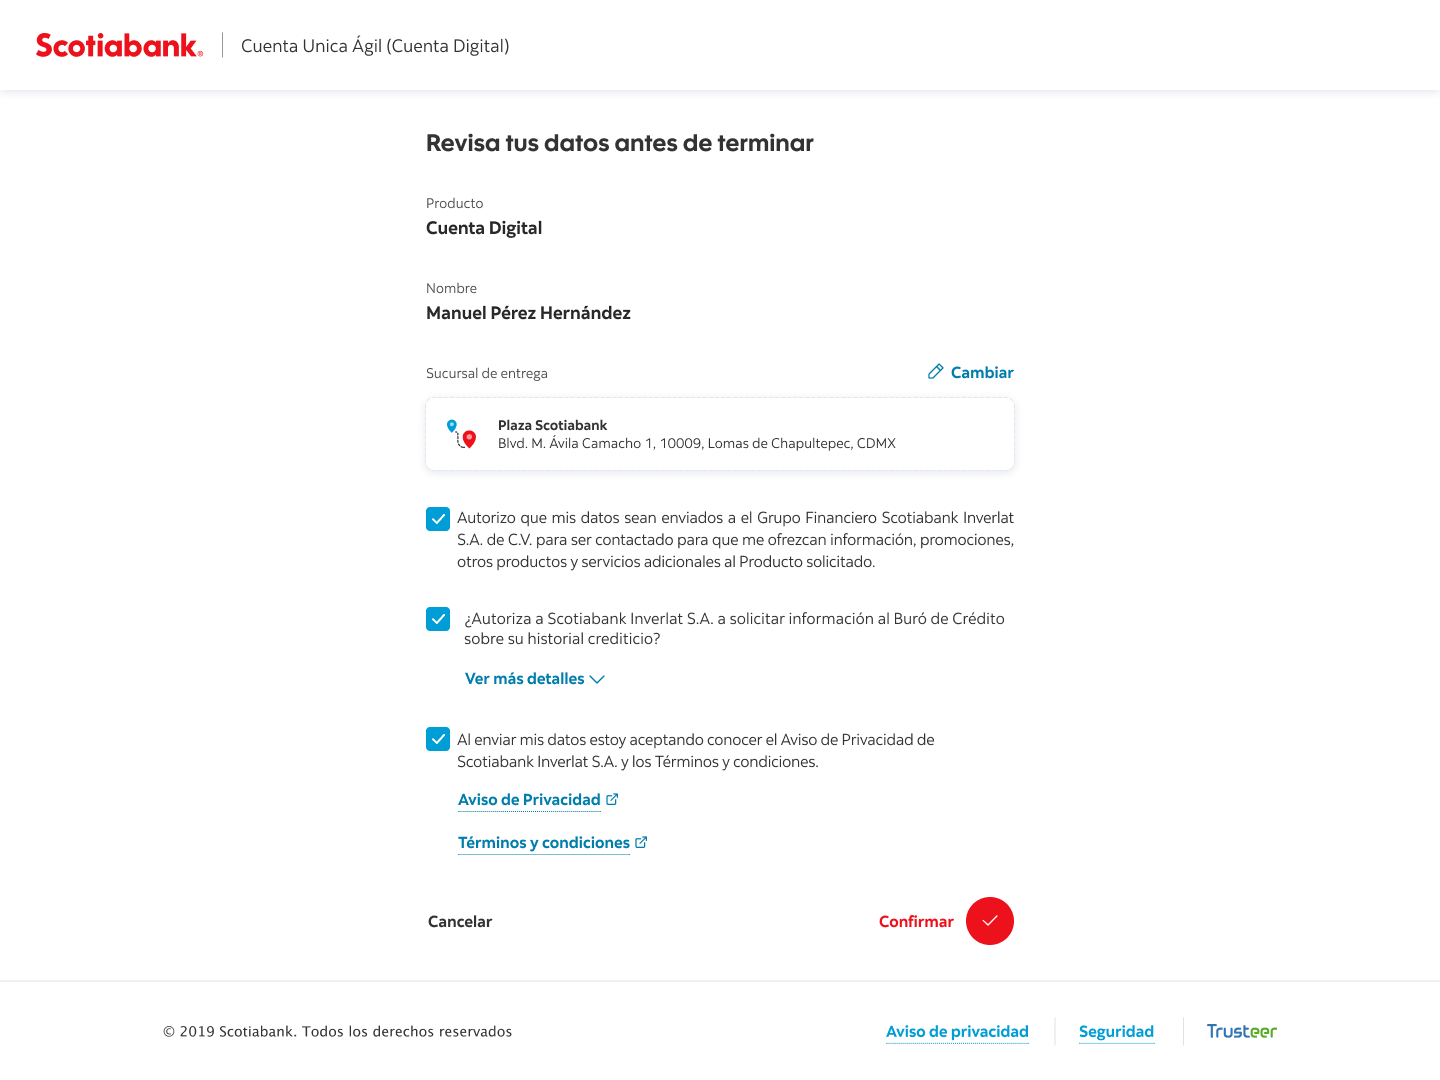 Scotiabank®
Cuenta Unica Ágil (Cuenta Digital)
Revisa tus datos antes de terminar
Producto
Cuenta Digital
Nombre
Manuel Pérez Hernández
Sucursal de entrega
Cambiar
Plaza Scotiabank
Blvd. M. Ávila Camacho 1, 10009, Lomas de Chapultepec, CDMX
Autorizo que mis datos sean enviados a el Grupo Financiero Scotiabank Inverlat
S.A. de C.V. para ser contactado para que me ofrezcan información, promociones,
otros productos y servicios adicionales al Producto solicitado.
¿Autoriza a Scotiabank Inverlat S.A. a solicitar información al Buró de Crédito
sobre su historial crediticio?
Ver más detalles
Al enviar mis datos estoy aceptando conocer el Aviso de Privacidad de
Scotiabank Inverlat S.A. y los Términos y condiciones.
Aviso de Privacidad
Términos y condiciones
Cancelar
Confirmar
© 2019 Scotiabank. Todos los derechos reservados
Aviso de privacidad
Seguridad
Trusteer